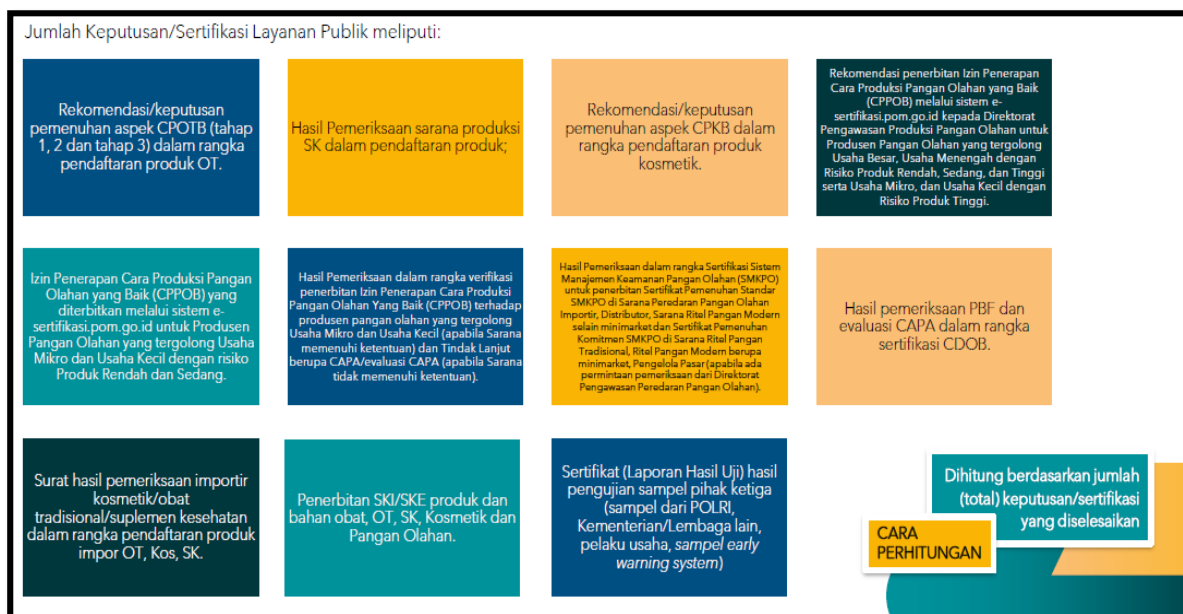 Jumlah Keputusan/Sertifikasi Layanan Publik meliputi:
Rekomendasi/keputusan
pemenuhan aspek CPOTB (tahap
1, 2 dan tahap 3) dalam rangka
pendaftaran produk OT.
Hasil Pemeriksaan sarana produksi
SK dalam pendaftaran produk;
Rekomendasi/keputusan
pemenuhan aspek CPKB dalam
rangka pendaftaran produk
kosmetik.
Rekomendasi penerbitan Izin Penerapan
Cara Produksi Pangan Olahan yang Baik
(CPPOB) melalui sistem e-
sertifikasi.pom.go.id kepada Direktorat
Pengawasan Produksi Pangan Olahan untuk
Produsen Pangan Olahan yang tergolong
Usaha Besar, Usaha Menengah dengan
Risiko Produk Rendah, Sedang, dan Tinggi
serta Usaha Mikro, dan Usaha Kecil dengan
Risiko Produk Tinggi.
Izin Penerapan Cara Produksi Pangan
Olahan yang Baik (CPPOB) yang
diterbitkan melalui sistem e-
sertifikasi.pom.go.id untuk Produsen
Pangan Olahan yang tergolong Usaha
Mikro dan Usaha Kecil dengan risiko
Produk Rendah dan Sedang.
Hasil Pemeriksaan dalam rangka verifikasi
penerbitan Izin Penerapan Cara Produksi
Pangan Olahan Yang Baik (CPPOB) terhadap
produsen pangan olahan yang tergolong
Usaha Mikro dan Usaha Kecil (apabila Sarana
memenuhi ketentuan) dan Tindak Lanjut
berupa CAPA/evaluasi CAPA (apabila Sarana
tidak memenuhi ketentuan).
Hasil Pemeriksaan dalam rangka Sertifikasi Sistem
Manajemen Keamanan Pangan Olahan (SMKPO)
untuk penerbitan Sertifikat Pemenuhan Standar
SMKPO di Sarana Peredaran Pangan Olahan
Importir, Distributor, Sarana Ritel Pangan Modern
selain minimarket dan Sertifikat Pemenuhan
Komitmen SMKPO di Sarana Ritel Pangan
Tradisional, Ritel Pangan Modern berupa
minimarket, Pengelola Pasar (apabila ada
permintaan pemeriksaan dari Direktorat
Pengawasan Peredaran Pangan Olahan).
Hasil pemeriksaan PBF dan
evaluasi CAPA dalam rangka
sertifikasi CDOB.
Surat hasil pemeriksaan importir
kosmetik/obat
tradisional/suplemen kesehatan
dalam rangka pendaftaran produk
impor OT, Kos, SK.
Penerbitan SKI/SKE produk dan
bahan obat, OT, SK, Kosmetik dan
Pangan Olahan.
Sertifikat (Laporan Hasil Uji) hasil
pengujian sampel pihak ketiga
(sampel dari POLRI,
Kementerian/Lembaga lain,
pelaku usaha, sampel early
warning system)
CARA
PERHITUNGAN
Dihitung berdasarkan jumlah
(total) keputusan/sertifikasi
yang diselesaikan